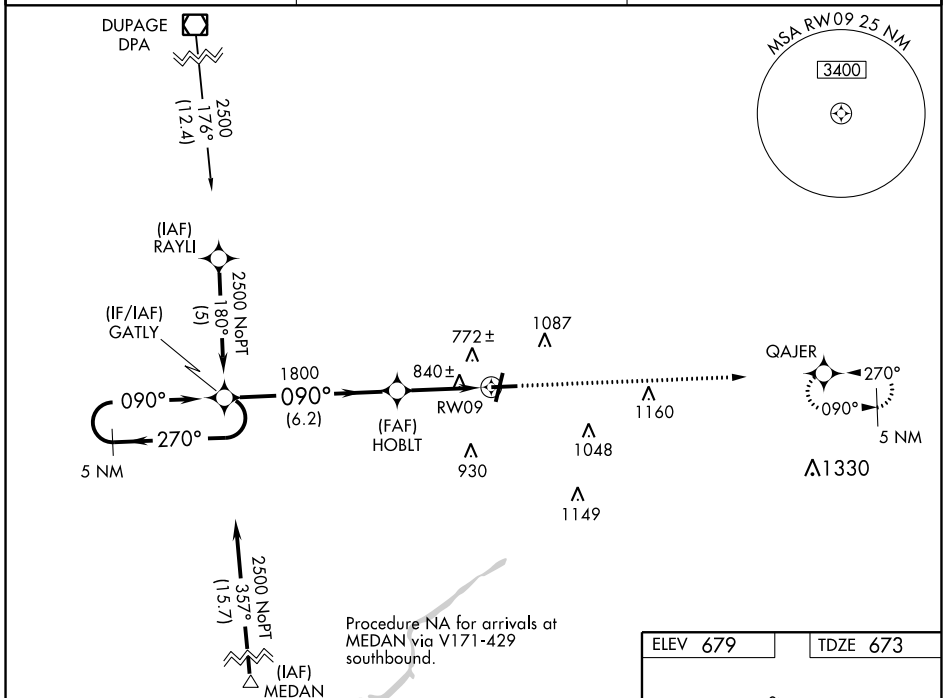 DUPAGE
DPA
MSA RW09 25 NM
3400
2500
176°
(12.4)
(IAF)
RAYLI
2500 NoPT
180°
(5)
(IF/IAF)
GATLY
772±
1087
1800
840±
QAJER
090°
090°
270°
(6.2)
RW09
1160
090°
270°
(FAF)
HOBLT
5 NM
5 NM
930
1048
1330
1149
2500 NoPT
357°
(15.7)
Procedure NA for arrivals at
MEDAN via V171-429
southbound.
(IAF)
MEDAN
ELEV 679
TDZE 673